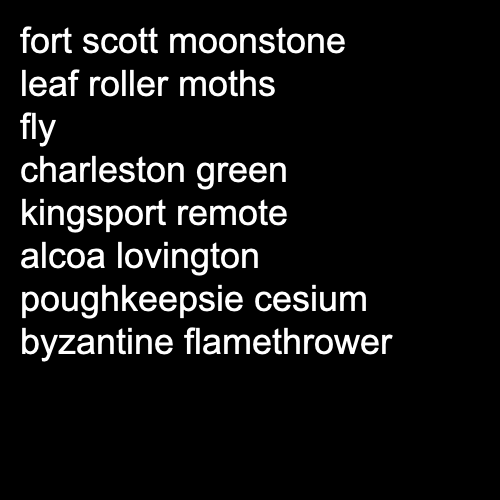 fort scott moonstone
leaf roller moths
fly
charleston green
kingsport remote
alcoa lovington
poughkeepsie cesium
byzantine flamethrower